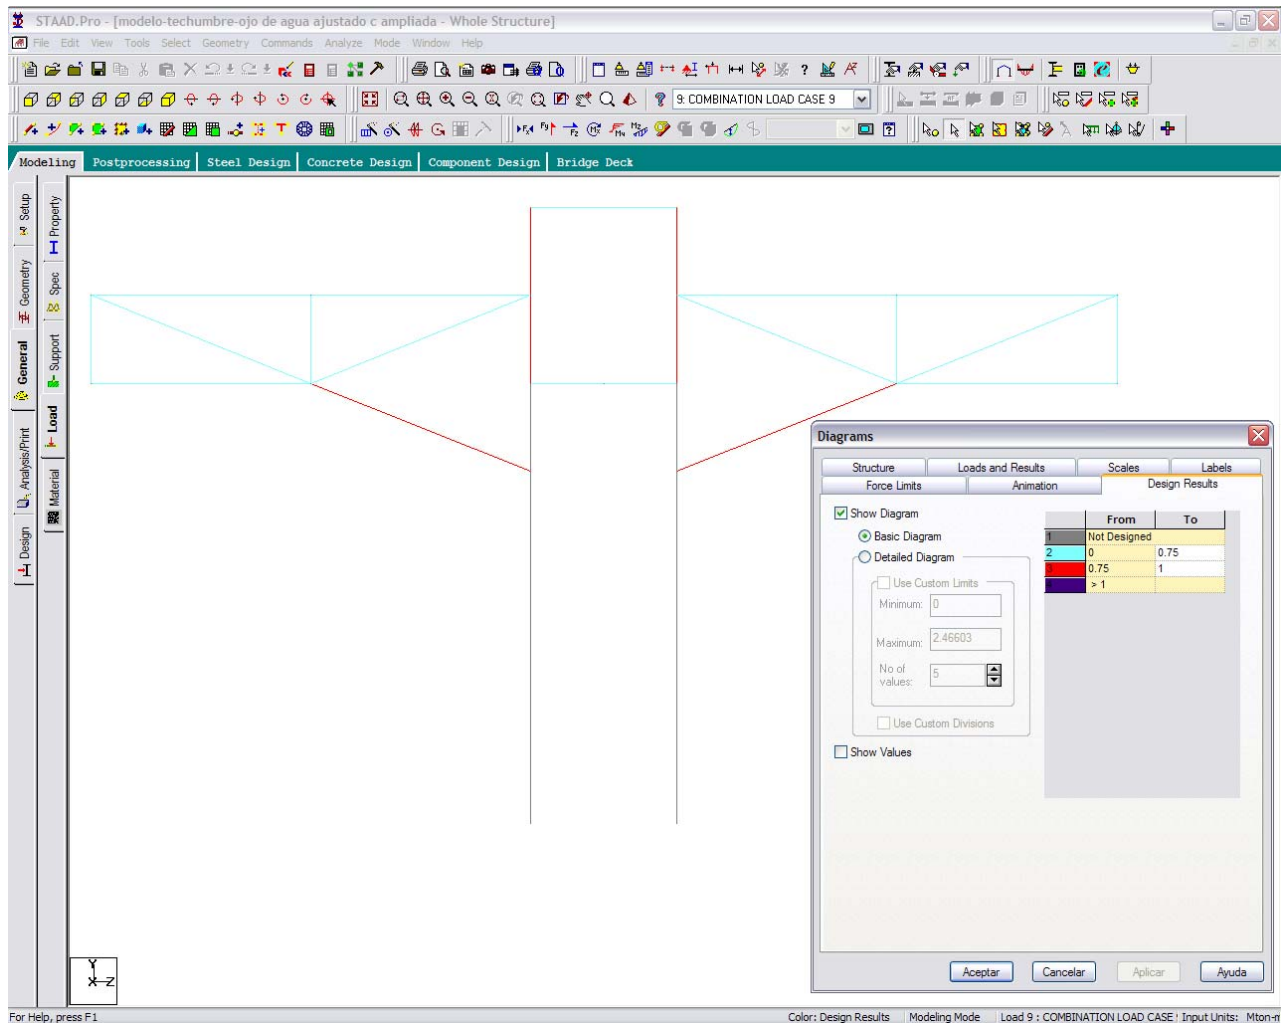 STAAD.Pro - [modelo-techumbre-ojo de agua ajustado c ampliada - Whole Structure]
File Edit View Tools Select Geometry Commands Analyze Mode Window Help
9: COMBINATION LOAD CASE 9
Modeling Postprocessing Steel Design Concrete Design Component Design Bridge Deck
Setup
Geometry
General
Analysis/Print
Design
Property
Spec
Support
Load
Material
Diagrams
Structure Loads and Results Scales Labels
Force Limits Animation Design Results
Show Diagram
Basic Diagram
Detailed Diagram
Use Custom Limits
Minimum: 0
Maximum: 2.46603
No of values: 5
Use Custom Divisions
Show Values
From To
1 Not Designed
2 0 0.75
0.75 1
> 1
Aceptar Cancelar Aplicar Ayuda
Y
X Z
For Help, press F1
Color: Design Results Modeling Mode Load 9 : COMBINATION LOAD CASE Input Units: Mton-m